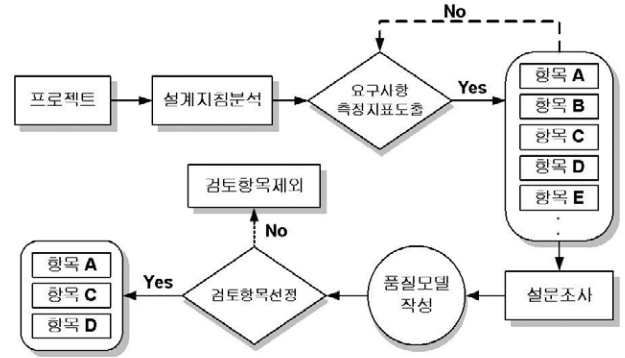 No
프로젝트
설계지침분석
요구사항
측정지표도출
Yes
항목 A
항목 B
항목 C
항목 D
항목 E
검토항목제외
No
항목 A
항목 C
항목 D
Yes
검토항목선정
품질모델
작성
설문조사